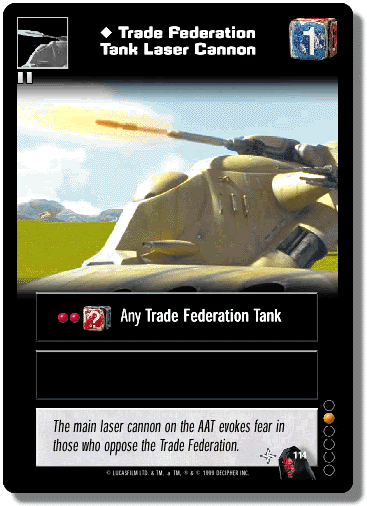 ◆ Trade Federation
Tank Laser Cannon
1
? Any Trade Federation Tank
The main laser cannon on the AAT evokes fear in
those who oppose the Trade Federation.
114
© LUCASFILM LTD. & TM, ® & © 1999 DECIPHER INC.